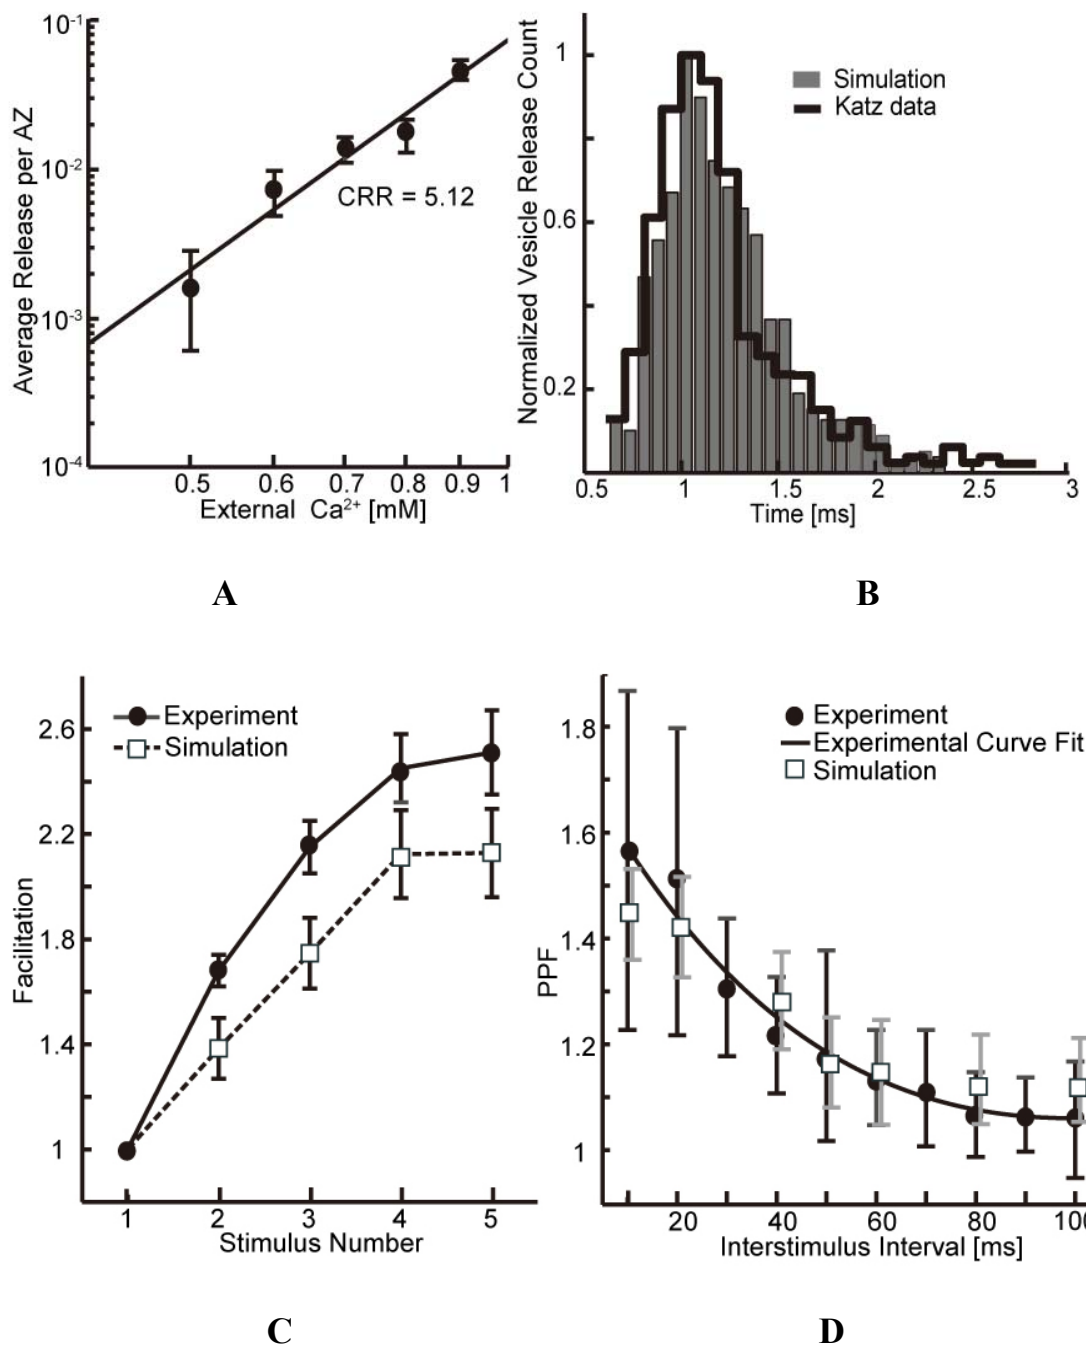 Average Release per AZ
10-1
10-2
10-3
10-4
CRR = 5.12
0.5 0.6 0.7 0.8 0.9 1
External Ca2+ [mM]
A
Normalized Vesicle Release Count
1
0.6
0.2
Simulation
Katz data
0.5 1 1.5 2 2.5 3
Time [ms]
B
Facilitation
2.6
2.2
1.8
1.4
1
Experiment
Simulation
1 2 3 4 5
Stimulus Number
C
PPF
1.8
1.6
1.4
1.2
1
Experiment
Experimental Curve Fit
Simulation
20 40 60 80 100
Interstimulus Interval [ms]
D